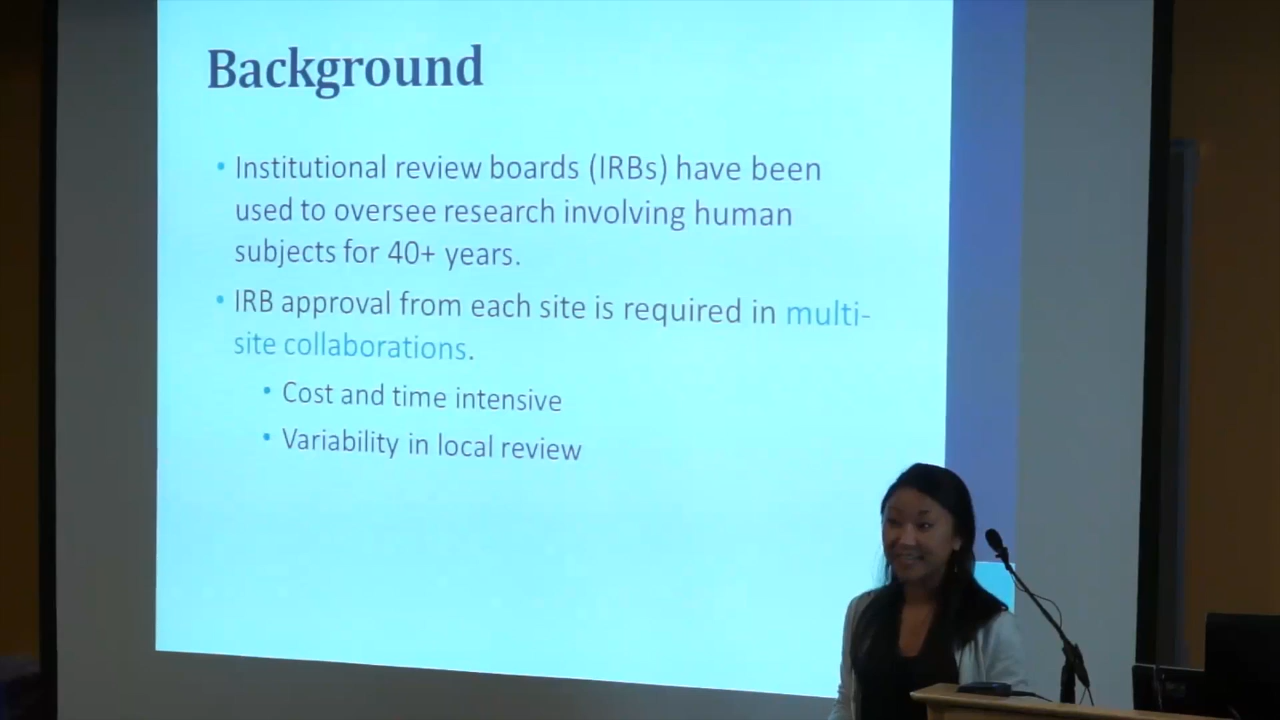 Background
• Institutional review boards (IRBs) have been
used to oversee research involving human
subjects for 40+ years.
• IRB approval from each site is required in multi-
site collaborations.
• Cost and time intensive
• Variability in local review